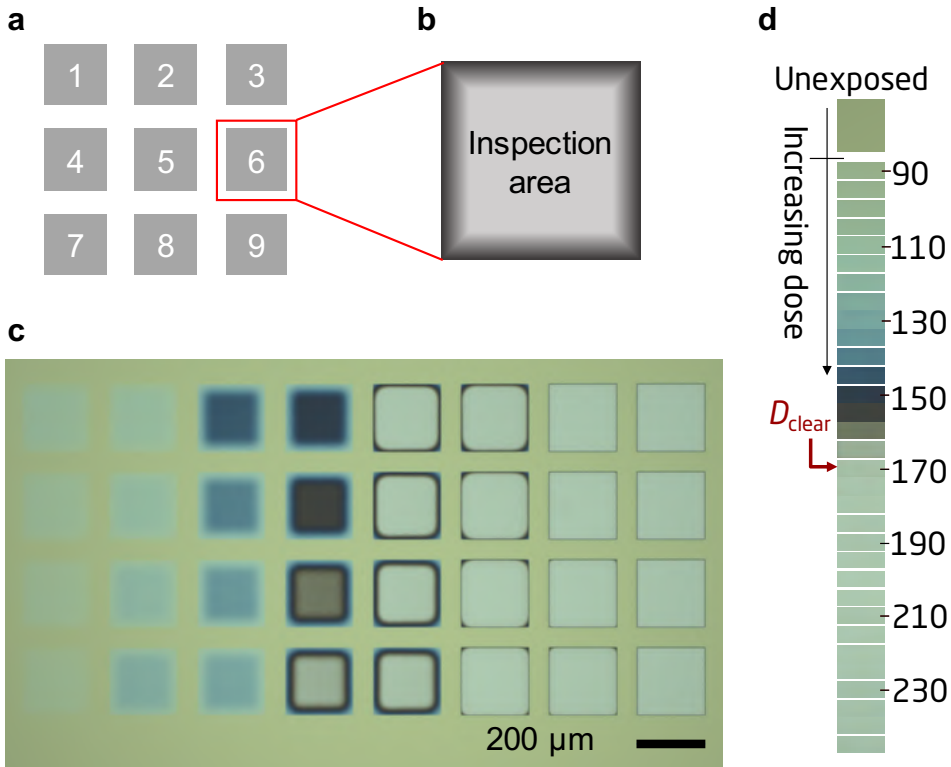 a
1 2 3
4 5 6
7 8 9
b
Inspection
area
c
200 µm
d
Unexposed
Increasing dose
90
110
130
150
D clear
170
190
210
230